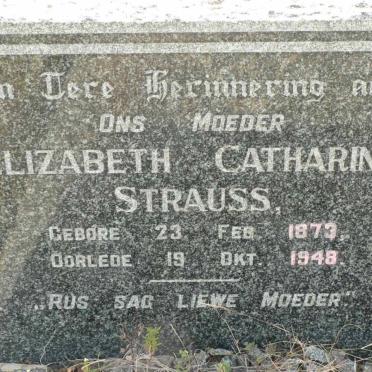 n Tere Herinnering a
ONS MOEDER
LIZABETH CATHARIN
STRAUSS,
GEBORE 23 FEB 1873.
OORLEDE 19 OKT. 1948.
„RUS SAG LIEWE MOEDER"